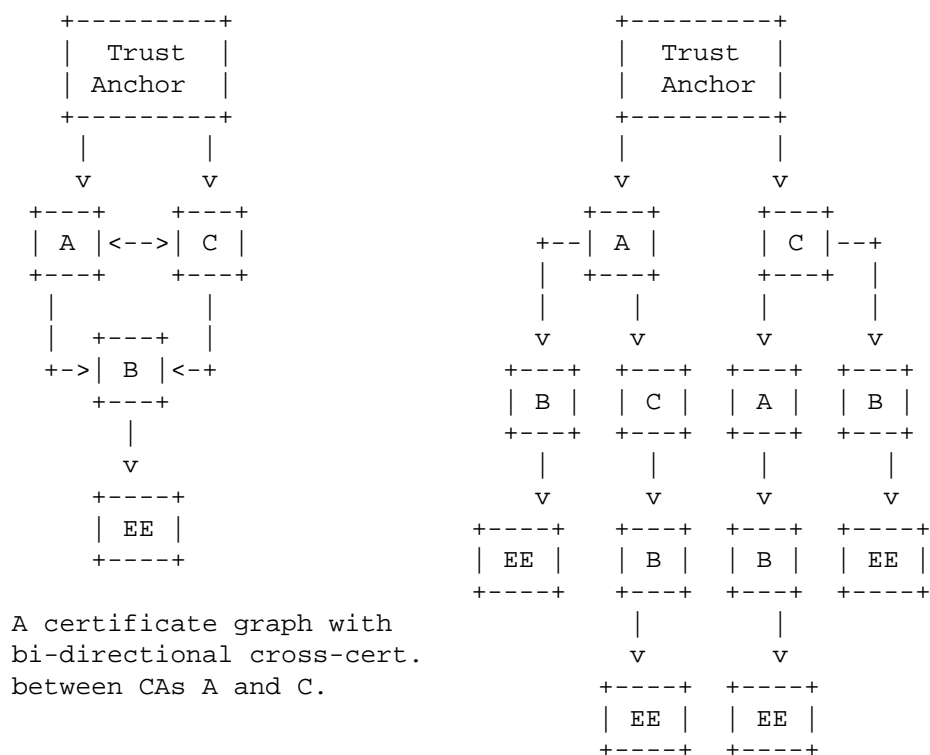 Trust Trust
Anchor Anchor
A C A C
B B C A B
EE EE B B EE
A certificate graph with
bi-directional cross-cert.
between CAs A and C.
EE EE